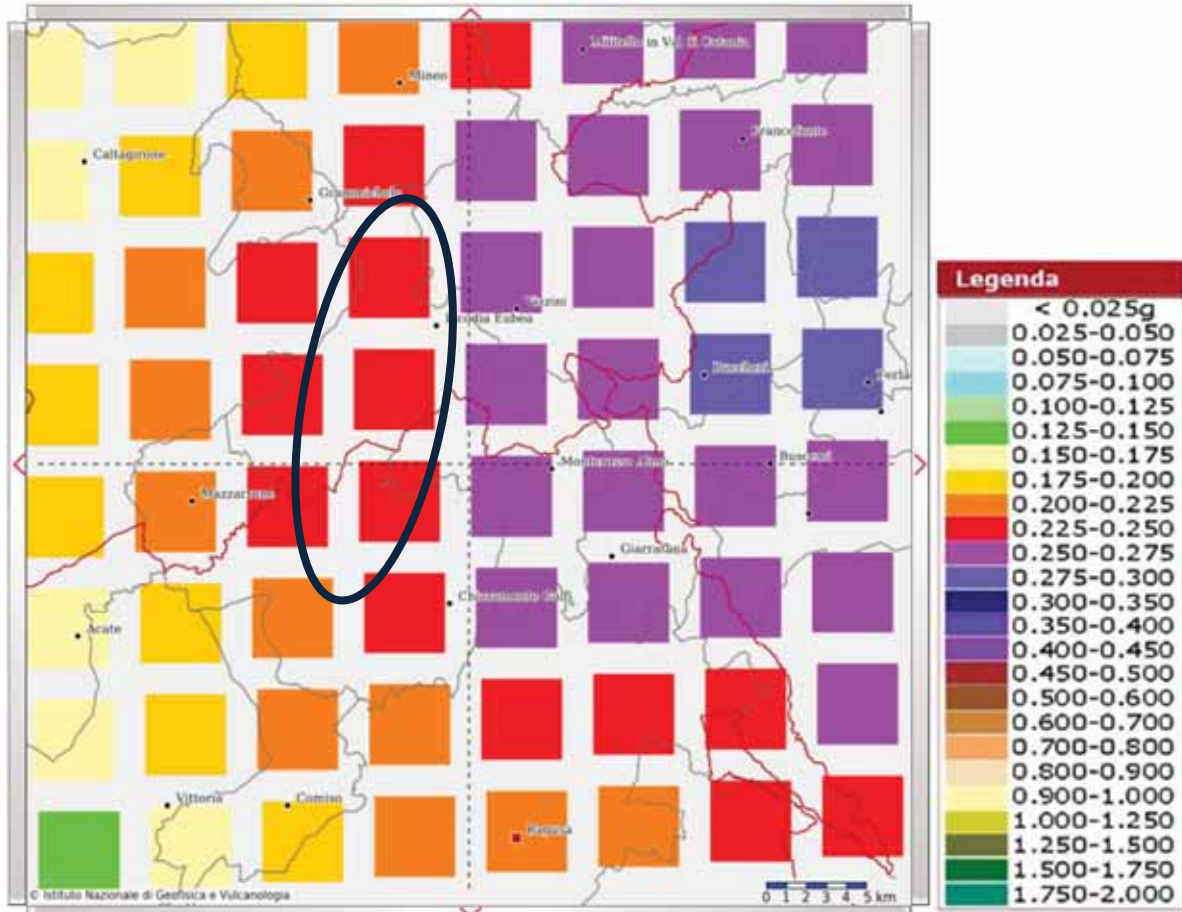 Militello in Val di Catania
Mineo
Francofonte
Caltagirone
Grammichele
Vizzini
Licodia Eubea
Buccheri
Ferla
Monterosso Almo
Buscemi
Mazzarrone
Giarratana
Chiaramonte Gulfi
Acate
Vittoria
Comiso
Ragusa
© Istituto Nazionale di Geofisica e Vulcanologia
0 1 2 3 4 5 km
Legenda
< 0.025g
0.025-0.050
0.050-0.075
0.075-0.100
0.100-0.125
0.125-0.150
0.150-0.175
0.175-0.200
0.200-0.225
0.225-0.250
0.250-0.275
0.275-0.300
0.300-0.350
0.350-0.400
0.400-0.450
0.450-0.500
0.500-0.600
0.600-0.700
0.700-0.800
0.800-0.900
0.900-1.000
1.000-1.250
1.250-1.500
1.500-1.750
1.750-2.000